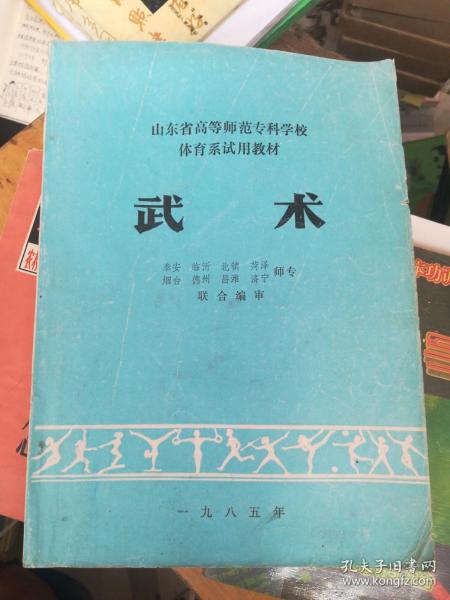 山东省高等师范专科学校
体育系试用教材
武术
泰安 临沂 北镇 菏泽
烟台 德州 昌潍 济宁
师专
联合编审
一九八五年
功
孔夫子旧书网
www.kongfz.com